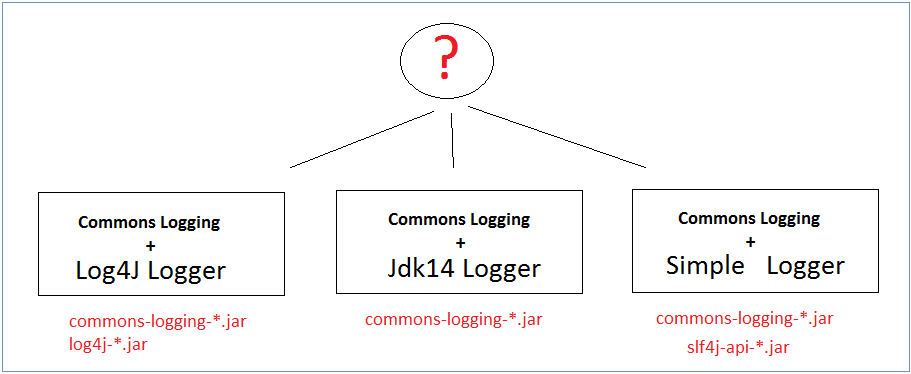 ?
Commons Logging
+
Log4J Logger
commons-logging-*.jar
log4j-*.jar
Commons Logging
+
Jdk14 Logger
commons-logging-*.jar
Commons Logging
+
Simple Logger
commons-logging-*.jar
slf4j-api-*.jar